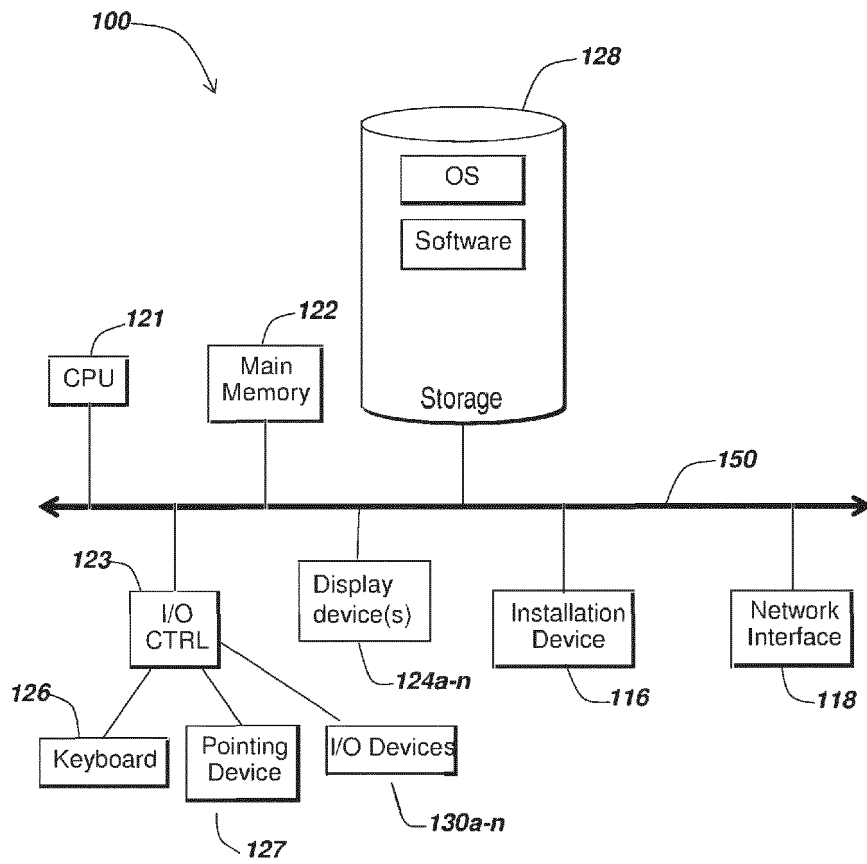 100
128
OS
Software
Storage
121
CPU
122
Main
Memory
150
123
I/O
CTRL
Display
device(s)
124a-n
Installation
Device
116
Network
Interface
118
126
Keyboard
Pointing
Device
127
I/O Devices
130a-n